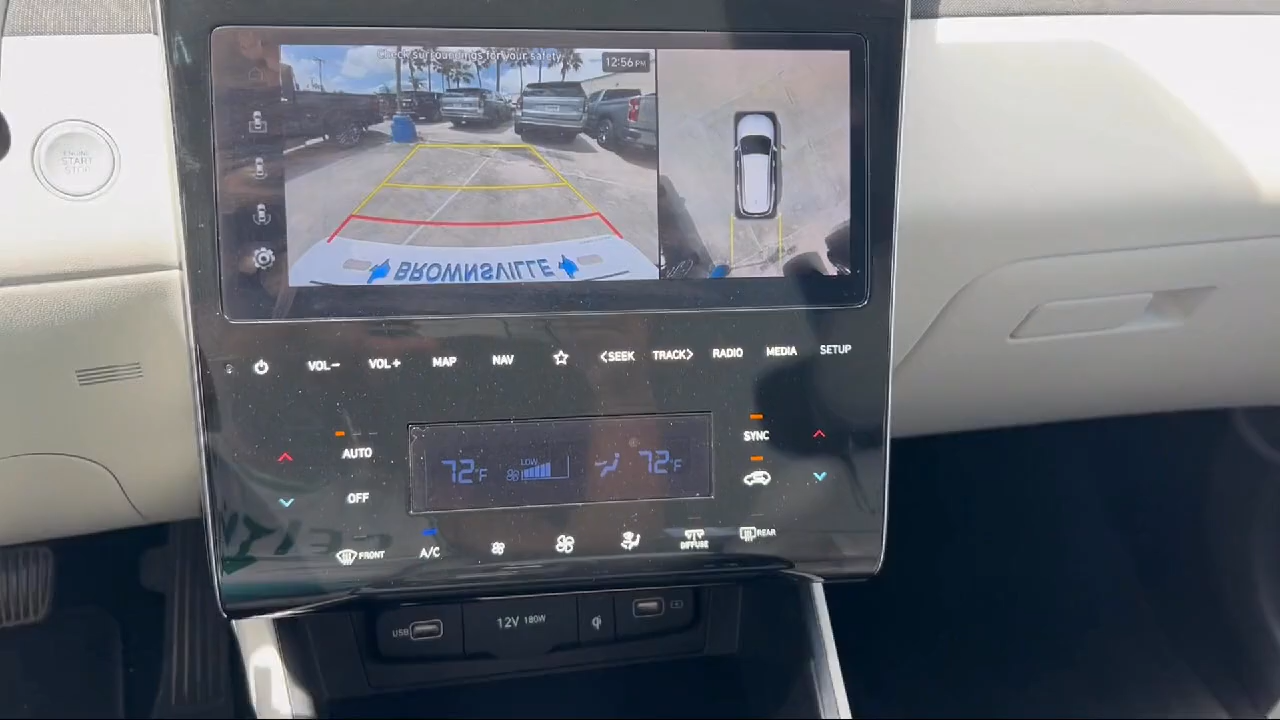 Check surroundings for your safety
12:56 PM
ENGINE
START
STOP
BROWNSVILLE
VOL− VOL+ MAP NAV <SEEK TRACK> RADIO MEDIA SETUP
AUTO
SYNC
72°F
LOW
72°F
OFF
FRONT
A/C
DIFFUSE
REAR
USB
12V 180W